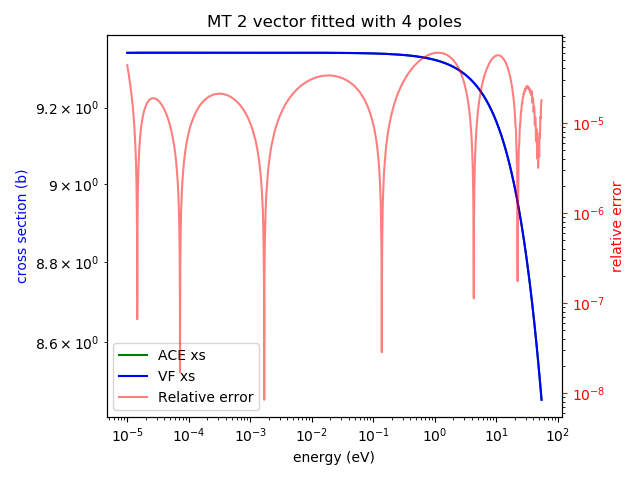 MT 2 vector fitted with 4 poles
cross section (b)
9.2 × 10⁰
9 × 10⁰
8.8 × 10⁰
8.6 × 10⁰
10⁻⁵
10⁻⁶
10⁻⁷
10⁻⁸
relative error
ACE xs
VF xs
Relative error
10⁻⁵ 10⁻⁴ 10⁻³ 10⁻² 10⁻¹ 10⁰ 10¹ 10²
energy (eV)